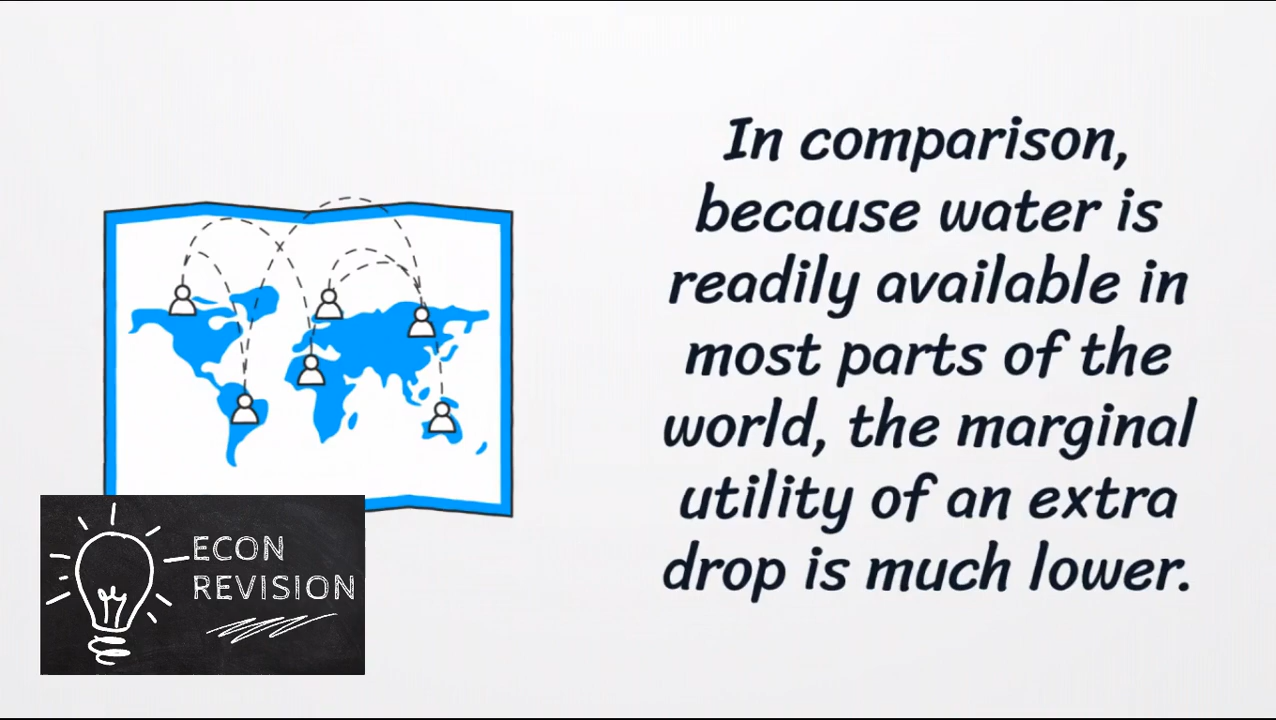 In comparison,
because water is
readily available in
most parts of the
world, the marginal
utility of an extra
drop is much lower.
ECON
REVISION